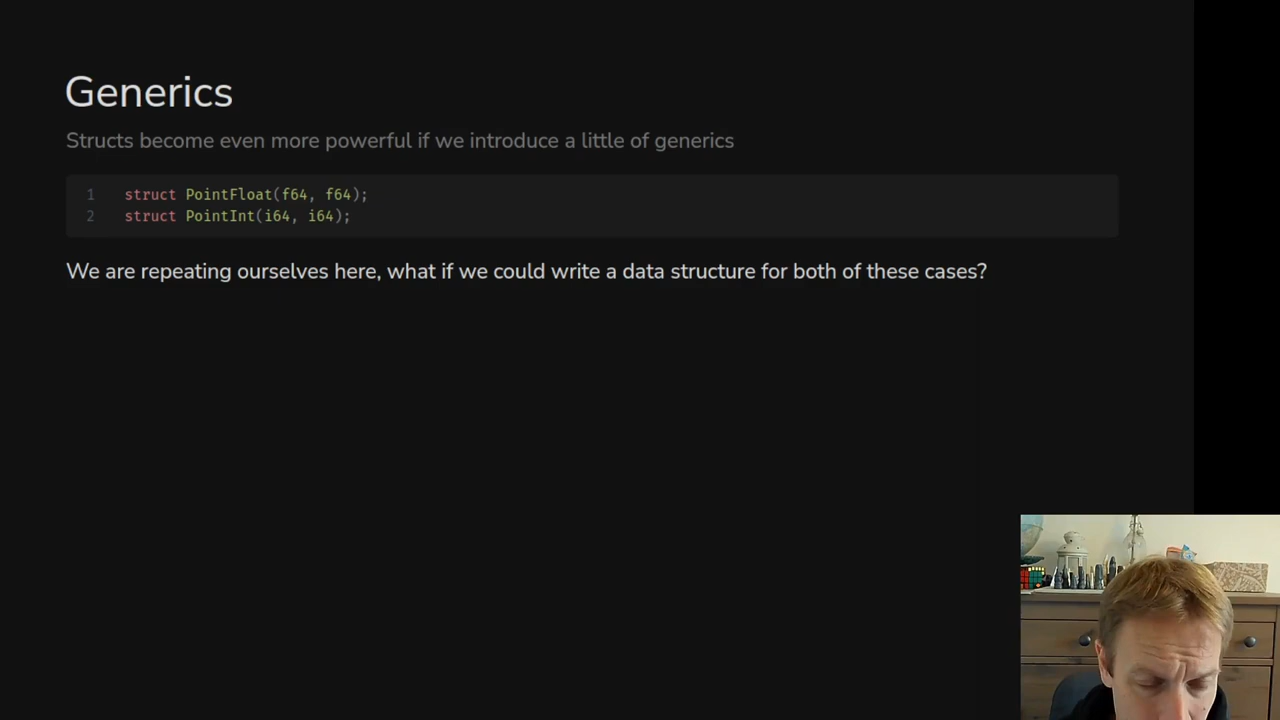 Generics
Structs become even more powerful if we introduce a little of generics
1 struct PointFloat(f64, f64);
2 struct PointInt(i64, i64);
We are repeating ourselves here, what if we could write a data structure for both of these cases?